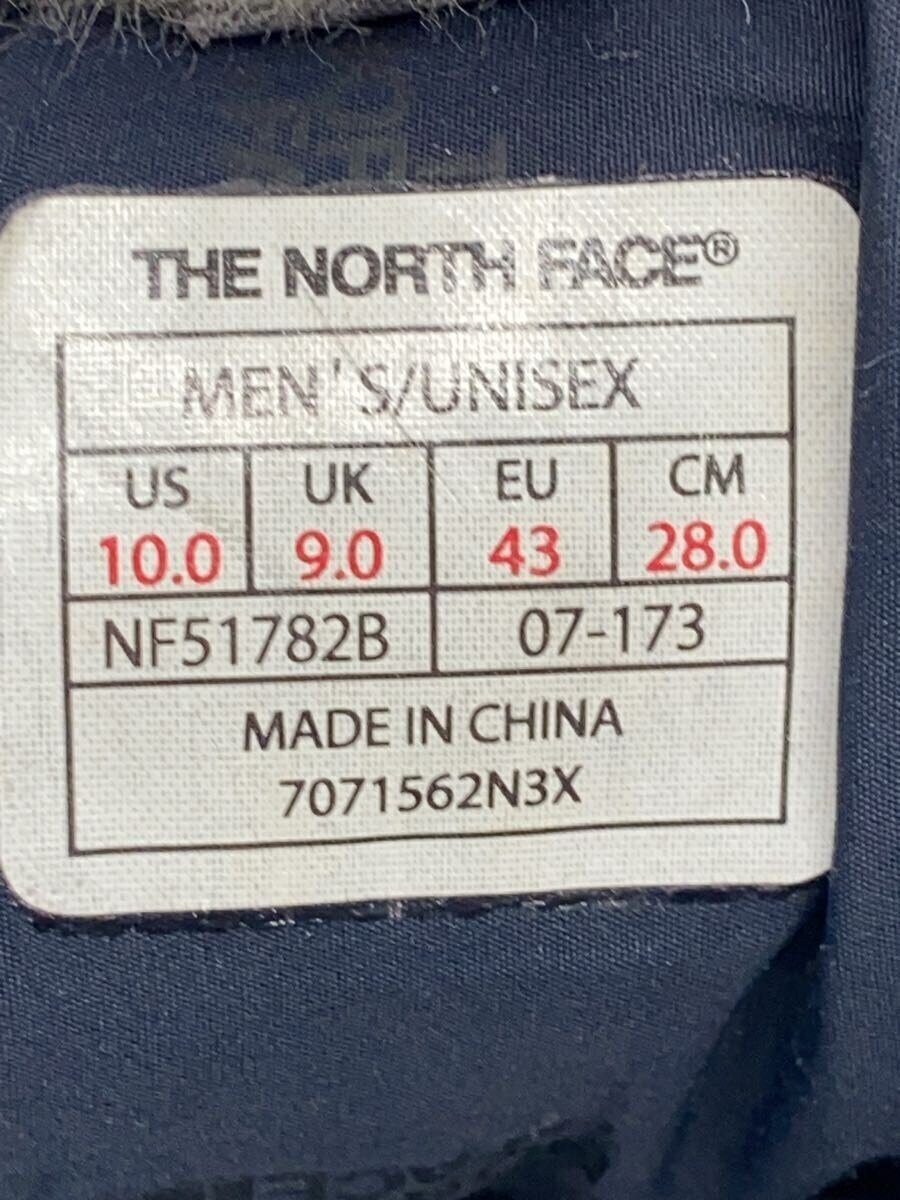 THE NORTH FACE®
MEN'S/UNISEX
US UK EU CM
10.0 9.0 43 28.0
NF51782B 07-173
MADE IN CHINA
7071562N3X